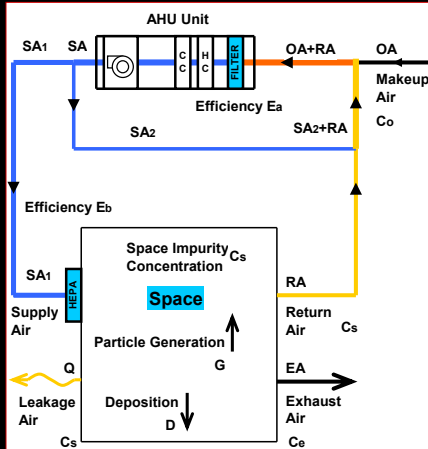 AHU Unit
SA1
SA
CC
HC
FILTER
OA+RA
OA
Makeup
Air
Co
Efficiency Ea
SA2
SA2+RA
Efficiency Eb
Space Impurity
Concentration Cs
SA1
HEPA
Space
RA
Supply
Air
Return
Air
Cs
Particle Generation
G
Q
EA
Leakage
Air
Deposition
D
Exhaust
Air
Cs
Ce